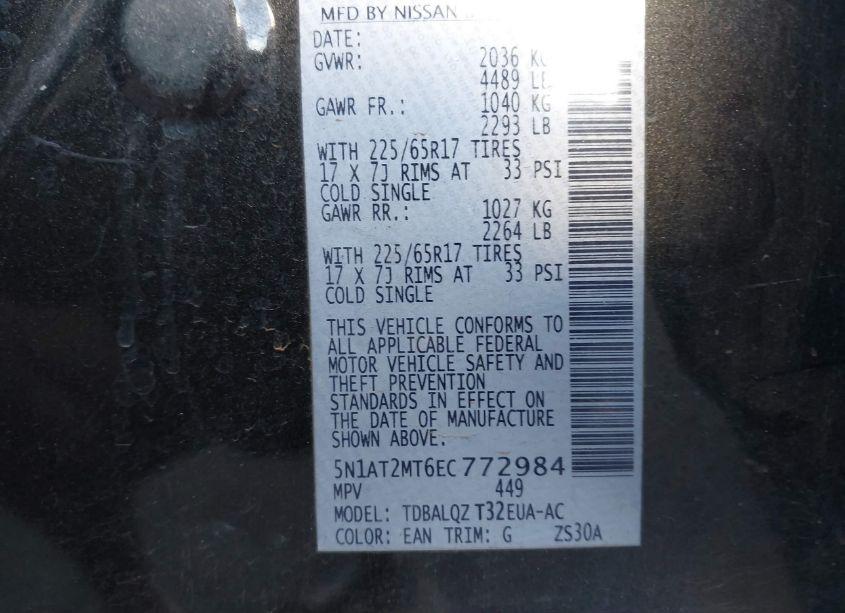 MFD BY NISSAN
DATE:
GVWR: 2036 KG
4489 LB
GAWR FR.: 1040 KG
2293 LB
WITH 225/65R17 TIRES
17 X 7J RIMS AT 33 PSI
COLD SINGLE
GAWR RR.: 1027 KG
2264 LB
WITH 225/65R17 TIRES
17 X 7J RIMS AT 33 PSI
COLD SINGLE
THIS VEHICLE CONFORMS TO
ALL APPLICABLE FEDERAL
MOTOR VEHICLE SAFETY AND
THEFT PREVENTION
STANDARDS IN EFFECT ON
THE DATE OF MANUFACTURE
SHOWN ABOVE.
5N1AT2MT6EC772984
MPV 449
MODEL: TDBALQZ T32EUA-AC
COLOR: EAN TRIM: G ZS30A